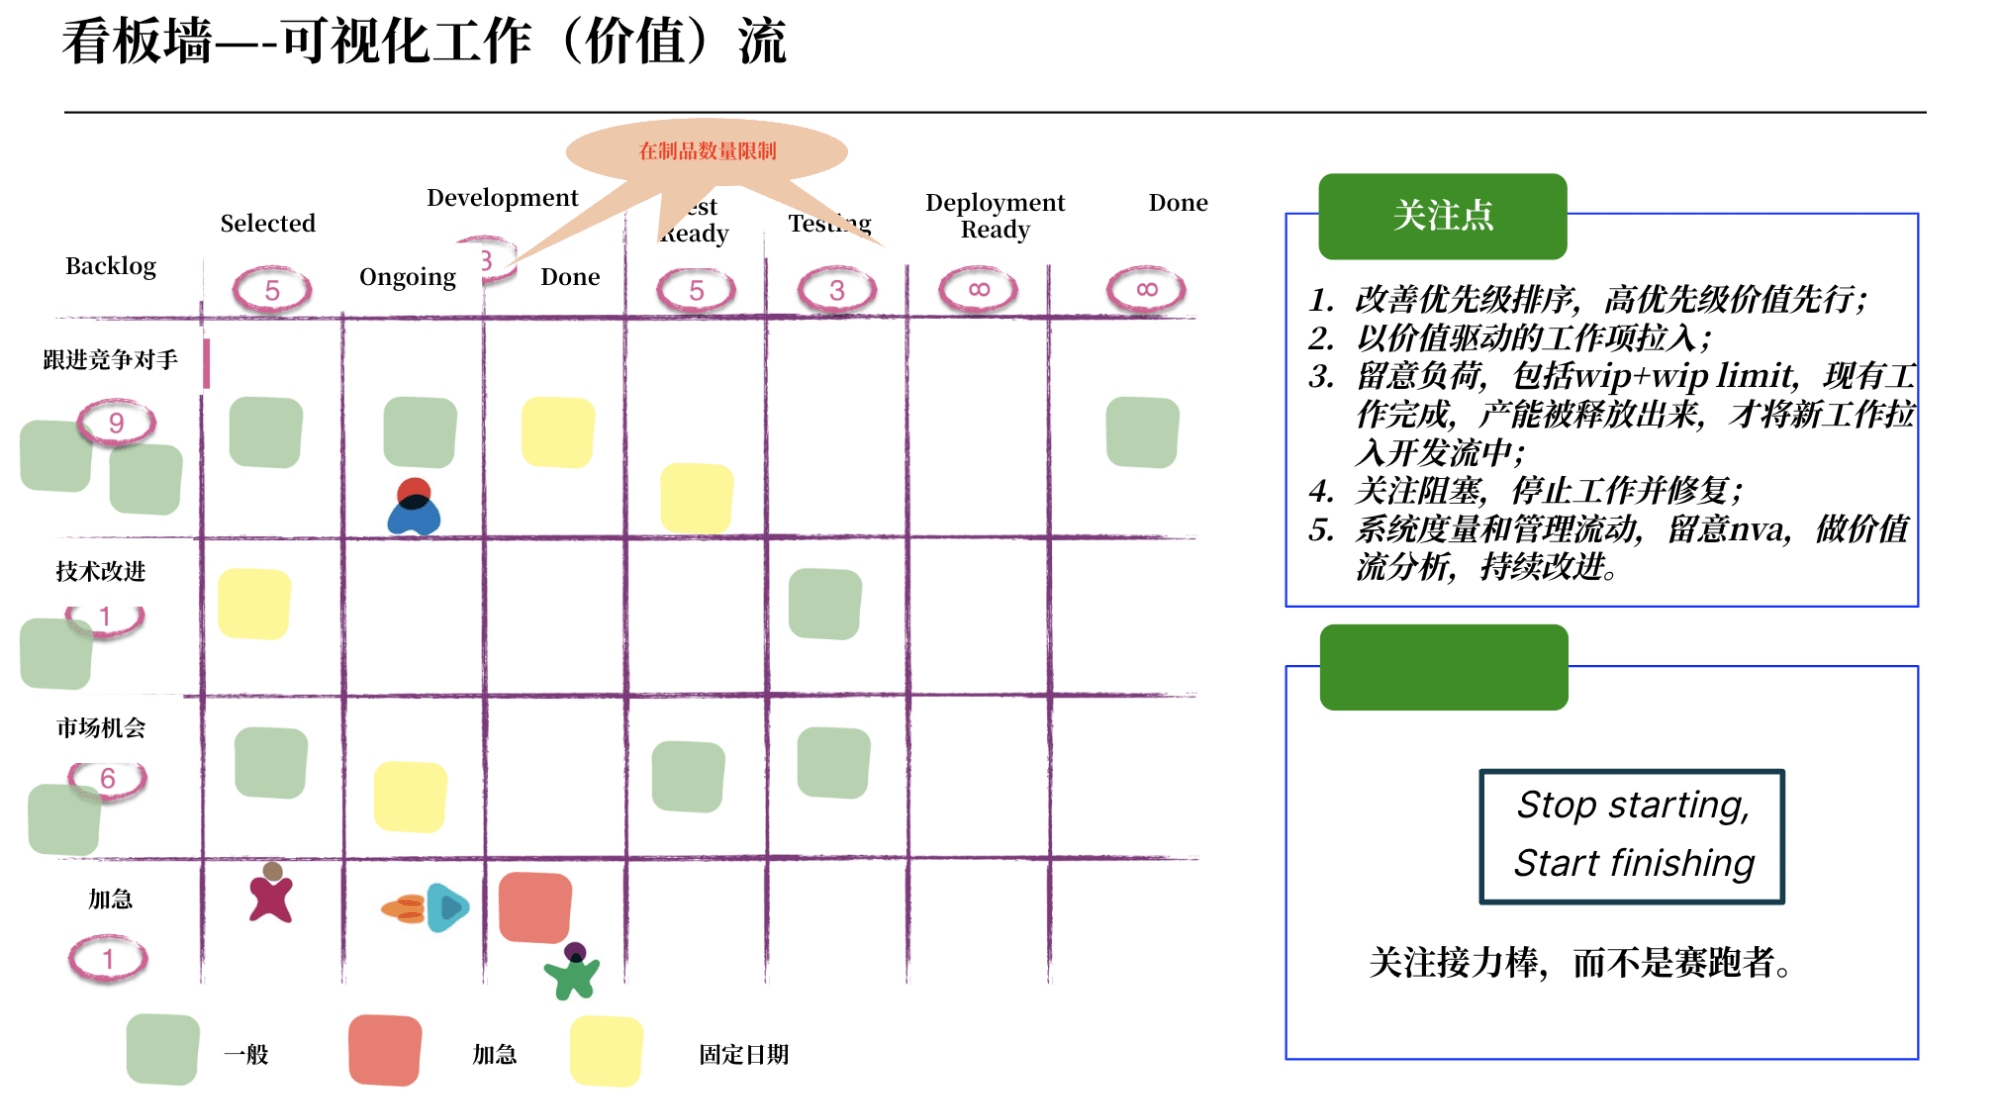 看板墙—-可视化工作（价值）流
在制品数量限制
Development
Selected
Testing
Deployment
Ready
Done
Backlog
Ongoing
Done
Ready
5
3
5
3
∞
∞
跟进竞争对手
9
技术改进
1
市场机会
6
加急
1
一般
加急
固定日期
关注点
1. 改善优先级排序，高优先级价值先行；
2. 以价值驱动的工作项拉入；
3. 留意负荷，包括wip+wip limit，现有工
作完成，产能被释放出来，才将新工作拉
入开发流中；
4. 关注阻塞，停止工作并修复；
5. 系统度量和管理流动，留意nva，做价值
流分析，持续改进。
Stop starting,
Start finishing
关注接力棒，而不是赛跑者。